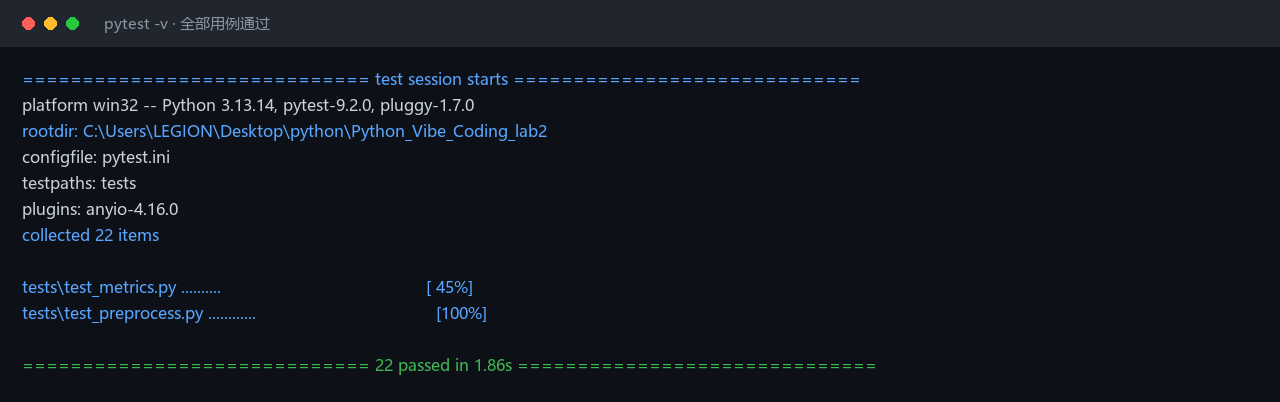 pytest -v · 全部用例通过
============================= test session starts =============================
platform win32 -- Python 3.13.14, pytest-9.2.0, pluggy-1.7.0
rootdir: C:\Users\LEGION\Desktop\python\Python_Vibe_Coding_lab2
configfile: pytest.ini
testpaths: tests
plugins: anyio-4.16.0
collected 22 items
tests\test_metrics.py .......... [ 45%]
tests\test_preprocess.py ............ [100%]
============================= 22 passed in 1.86s ==============================